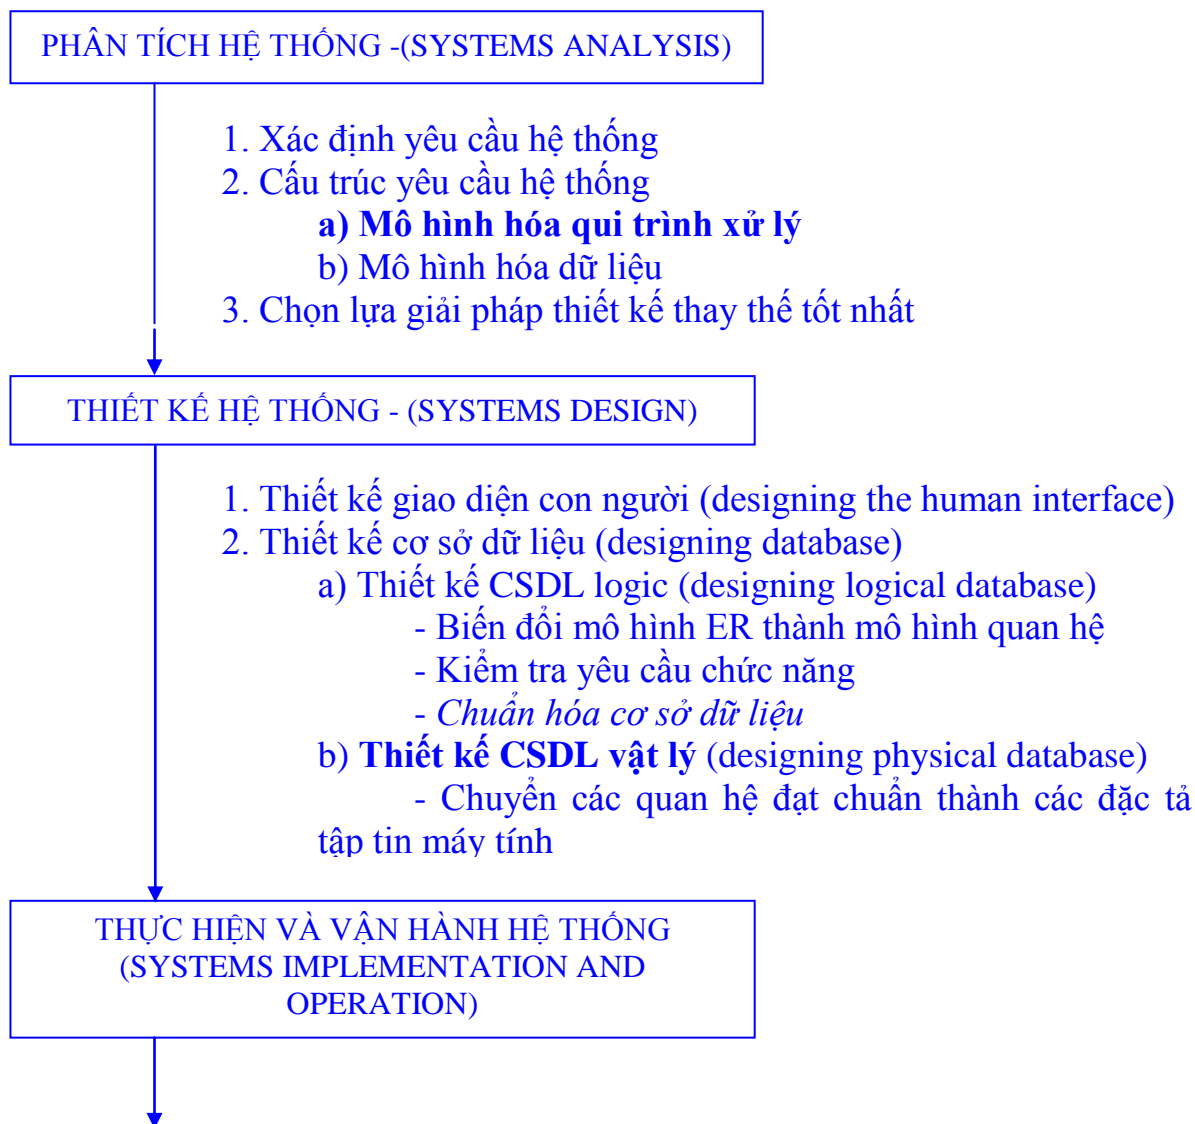 PHÂN TÍCH HỆ THỐNG -(SYSTEMS ANALYSIS)
1. Xác định yêu cầu hệ thống
2. Cấu trúc yêu cầu hệ thống
a) Mô hình hóa qui trình xử lý
b) Mô hình hóa dữ liệu
3. Chọn lựa giải pháp thiết kế thay thế tốt nhất
THIẾT KẾ HỆ THỐNG - (SYSTEMS DESIGN)
1. Thiết kế giao diện con người (designing the human interface)
2. Thiết kế cơ sở dữ liệu (designing database)
a) Thiết kế CSDL logic (designing logical database)
- Biến đổi mô hình ER thành mô hình quan hệ
- Kiểm tra yêu cầu chức năng
- Chuẩn hóa cơ sở dữ liệu
b) Thiết kế CSDL vật lý (designing physical database)
- Chuyển các quan hệ đạt chuẩn thành các đặc tả
tập tin máy tính
THỰC HIỆN VÀ VẬN HÀNH HỆ THỐNG
(SYSTEMS IMPLEMENTATION AND
OPERATION)